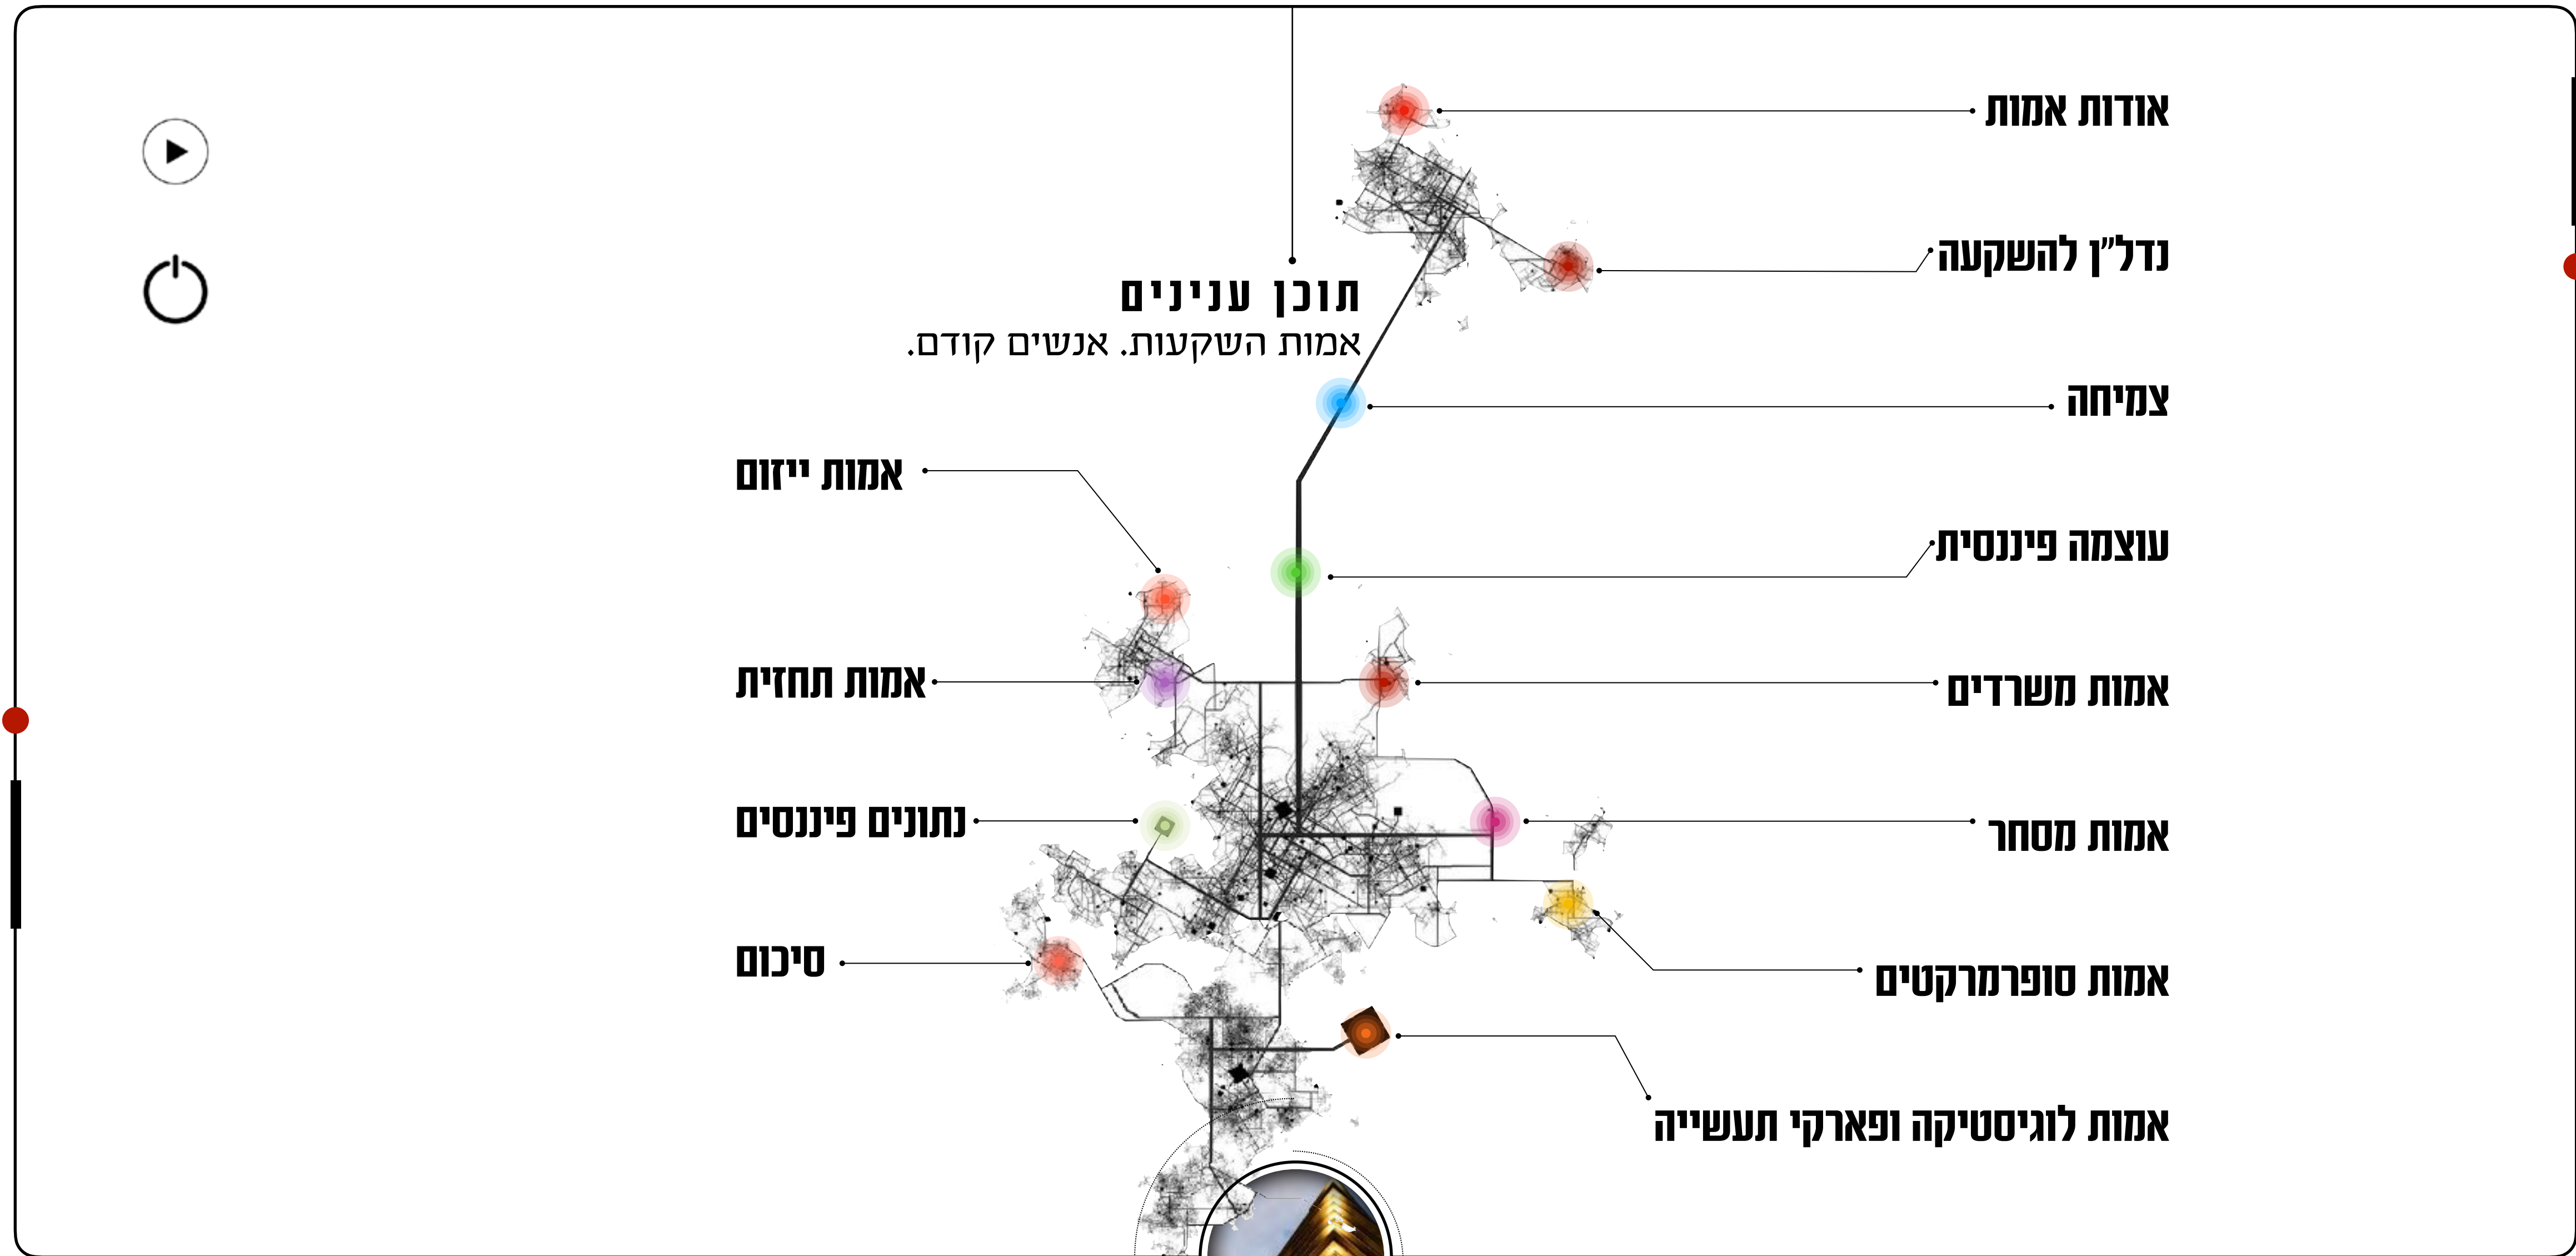 תוכן ענינים
אמות השקעות. אנשים קודם.
אודות אמות
נדל״ן להשקעה
צמיחה
עוצמה פיננסית
אמות משרדים
אמות מסחר
אמות סופרמרקטים
אמות לוגיסטיקה ופארקי תעשייה
אמות ייזום
אמות תחזית
נתונים פיננסים
סיכום